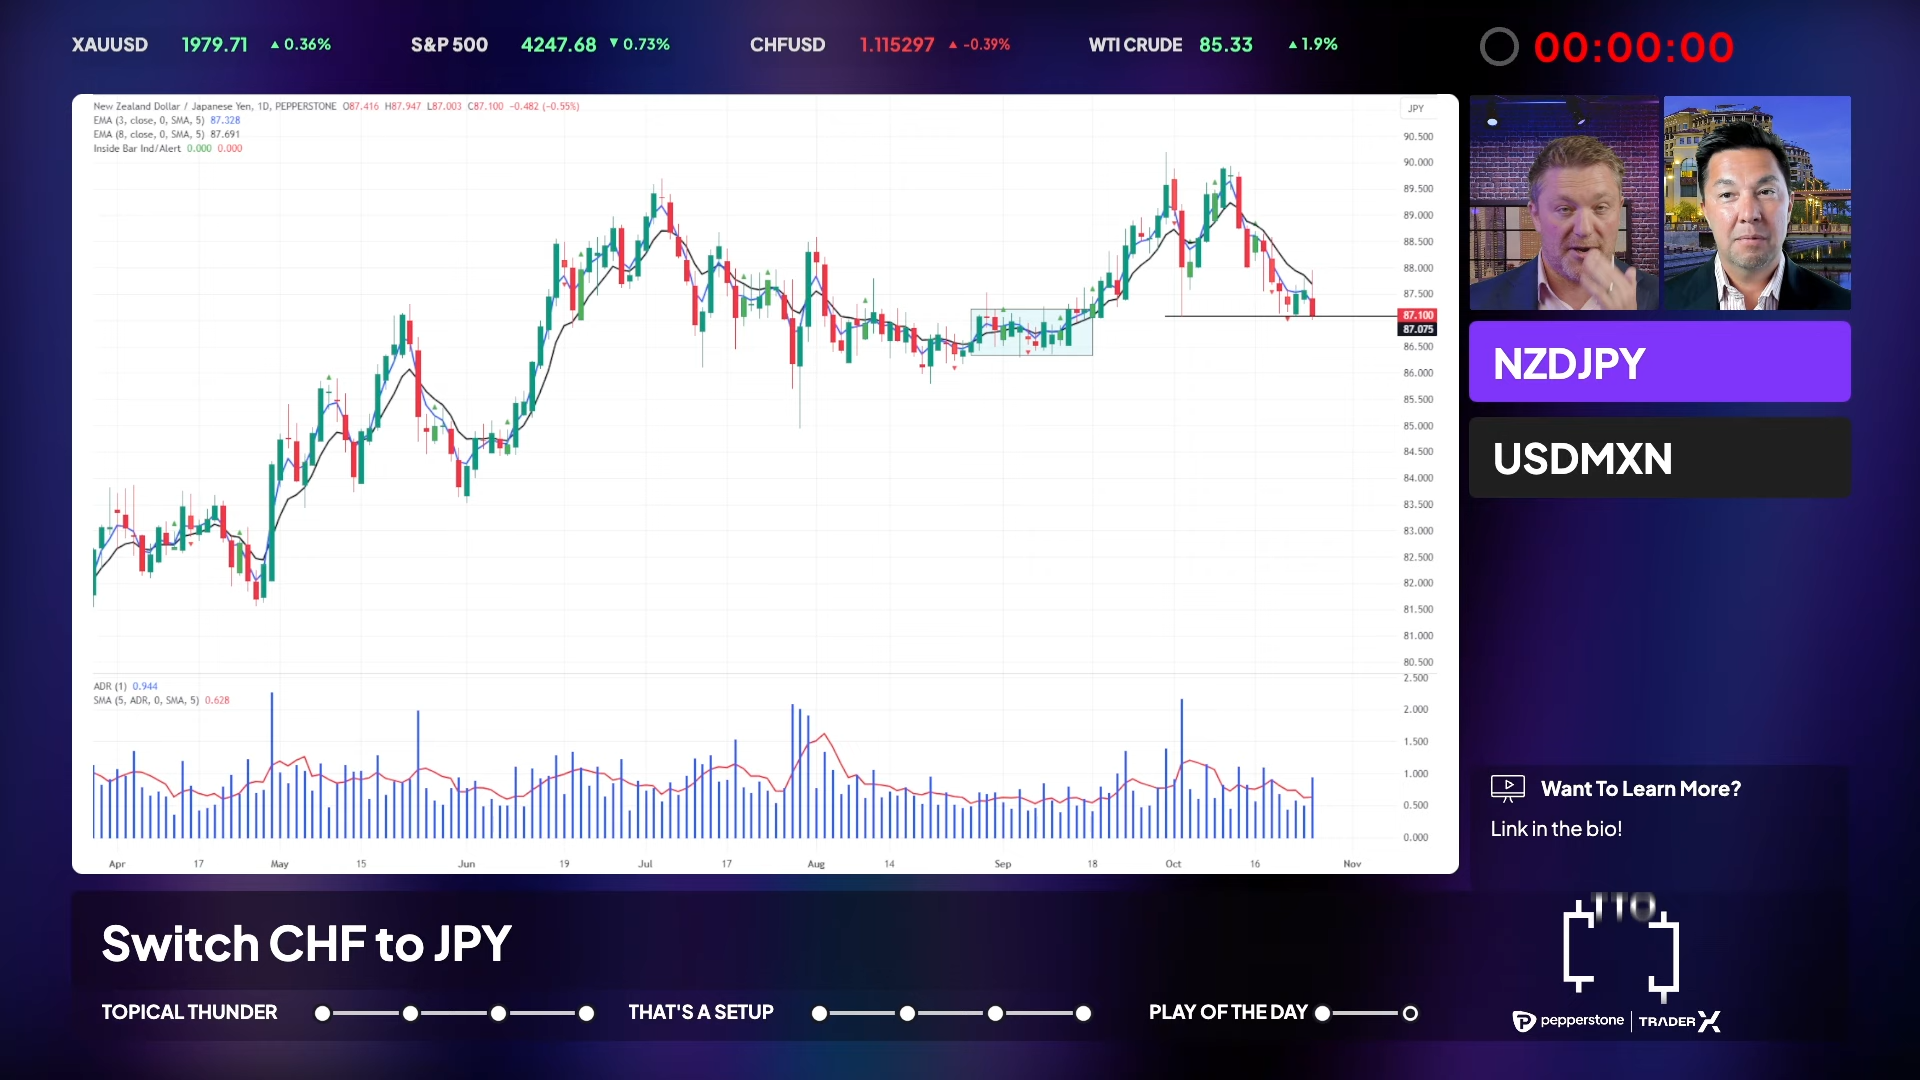 XAUUSD 1979.71 ▲ 0.36% S&P 500 4247.68 ▼ 0.73% CHFUSD 1.115297 ▲ -0.39% WTI CRUDE 85.33 ▲ 1.9% 00:00:00
New Zealand Dollar / Japanese Yen, 1D, PEPPERSTONE O87.416 H87.947 L87.003 C87.100 -0.482 (-0.55%)
EMA (3, close, 0, SMA, 5) 87.328
EMA (8, close, 0, SMA, 5) 87.691
Inside Bar Ind/Alert 0.000 0.000
JPY
90.500
90.000
89.500
89.000
88.500
88.000
87.500
87.100
87.075
86.500
86.000
85.500
85.000
84.500
84.000
83.500
83.000
82.500
82.000
81.500
81.000
80.500
ADR (1) 0.944
SMA (5, ADR, 0, SMA, 5) 0.628
2.500
2.000
1.500
1.000
0.500
0.000
Apr 17 May 15 Jun 19 Jul 17 Aug 14 Sep 18 Oct 16 Nov
NZDJPY
USDMXN
Want To Learn More?
Link in the bio!
Switch CHF to JPY
TOPICAL THUNDER THAT'S A SETUP PLAY OF THE DAY
pepperstone | TRADER X